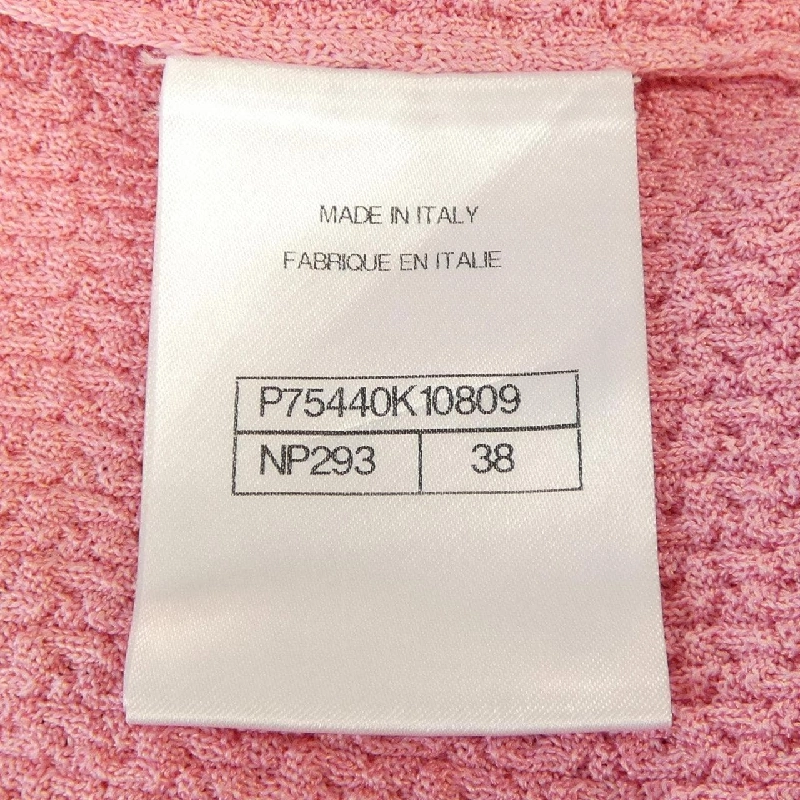 MADE IN ITALY
FABRIQUE EN ITALIE
P75440K10809
NP293 38